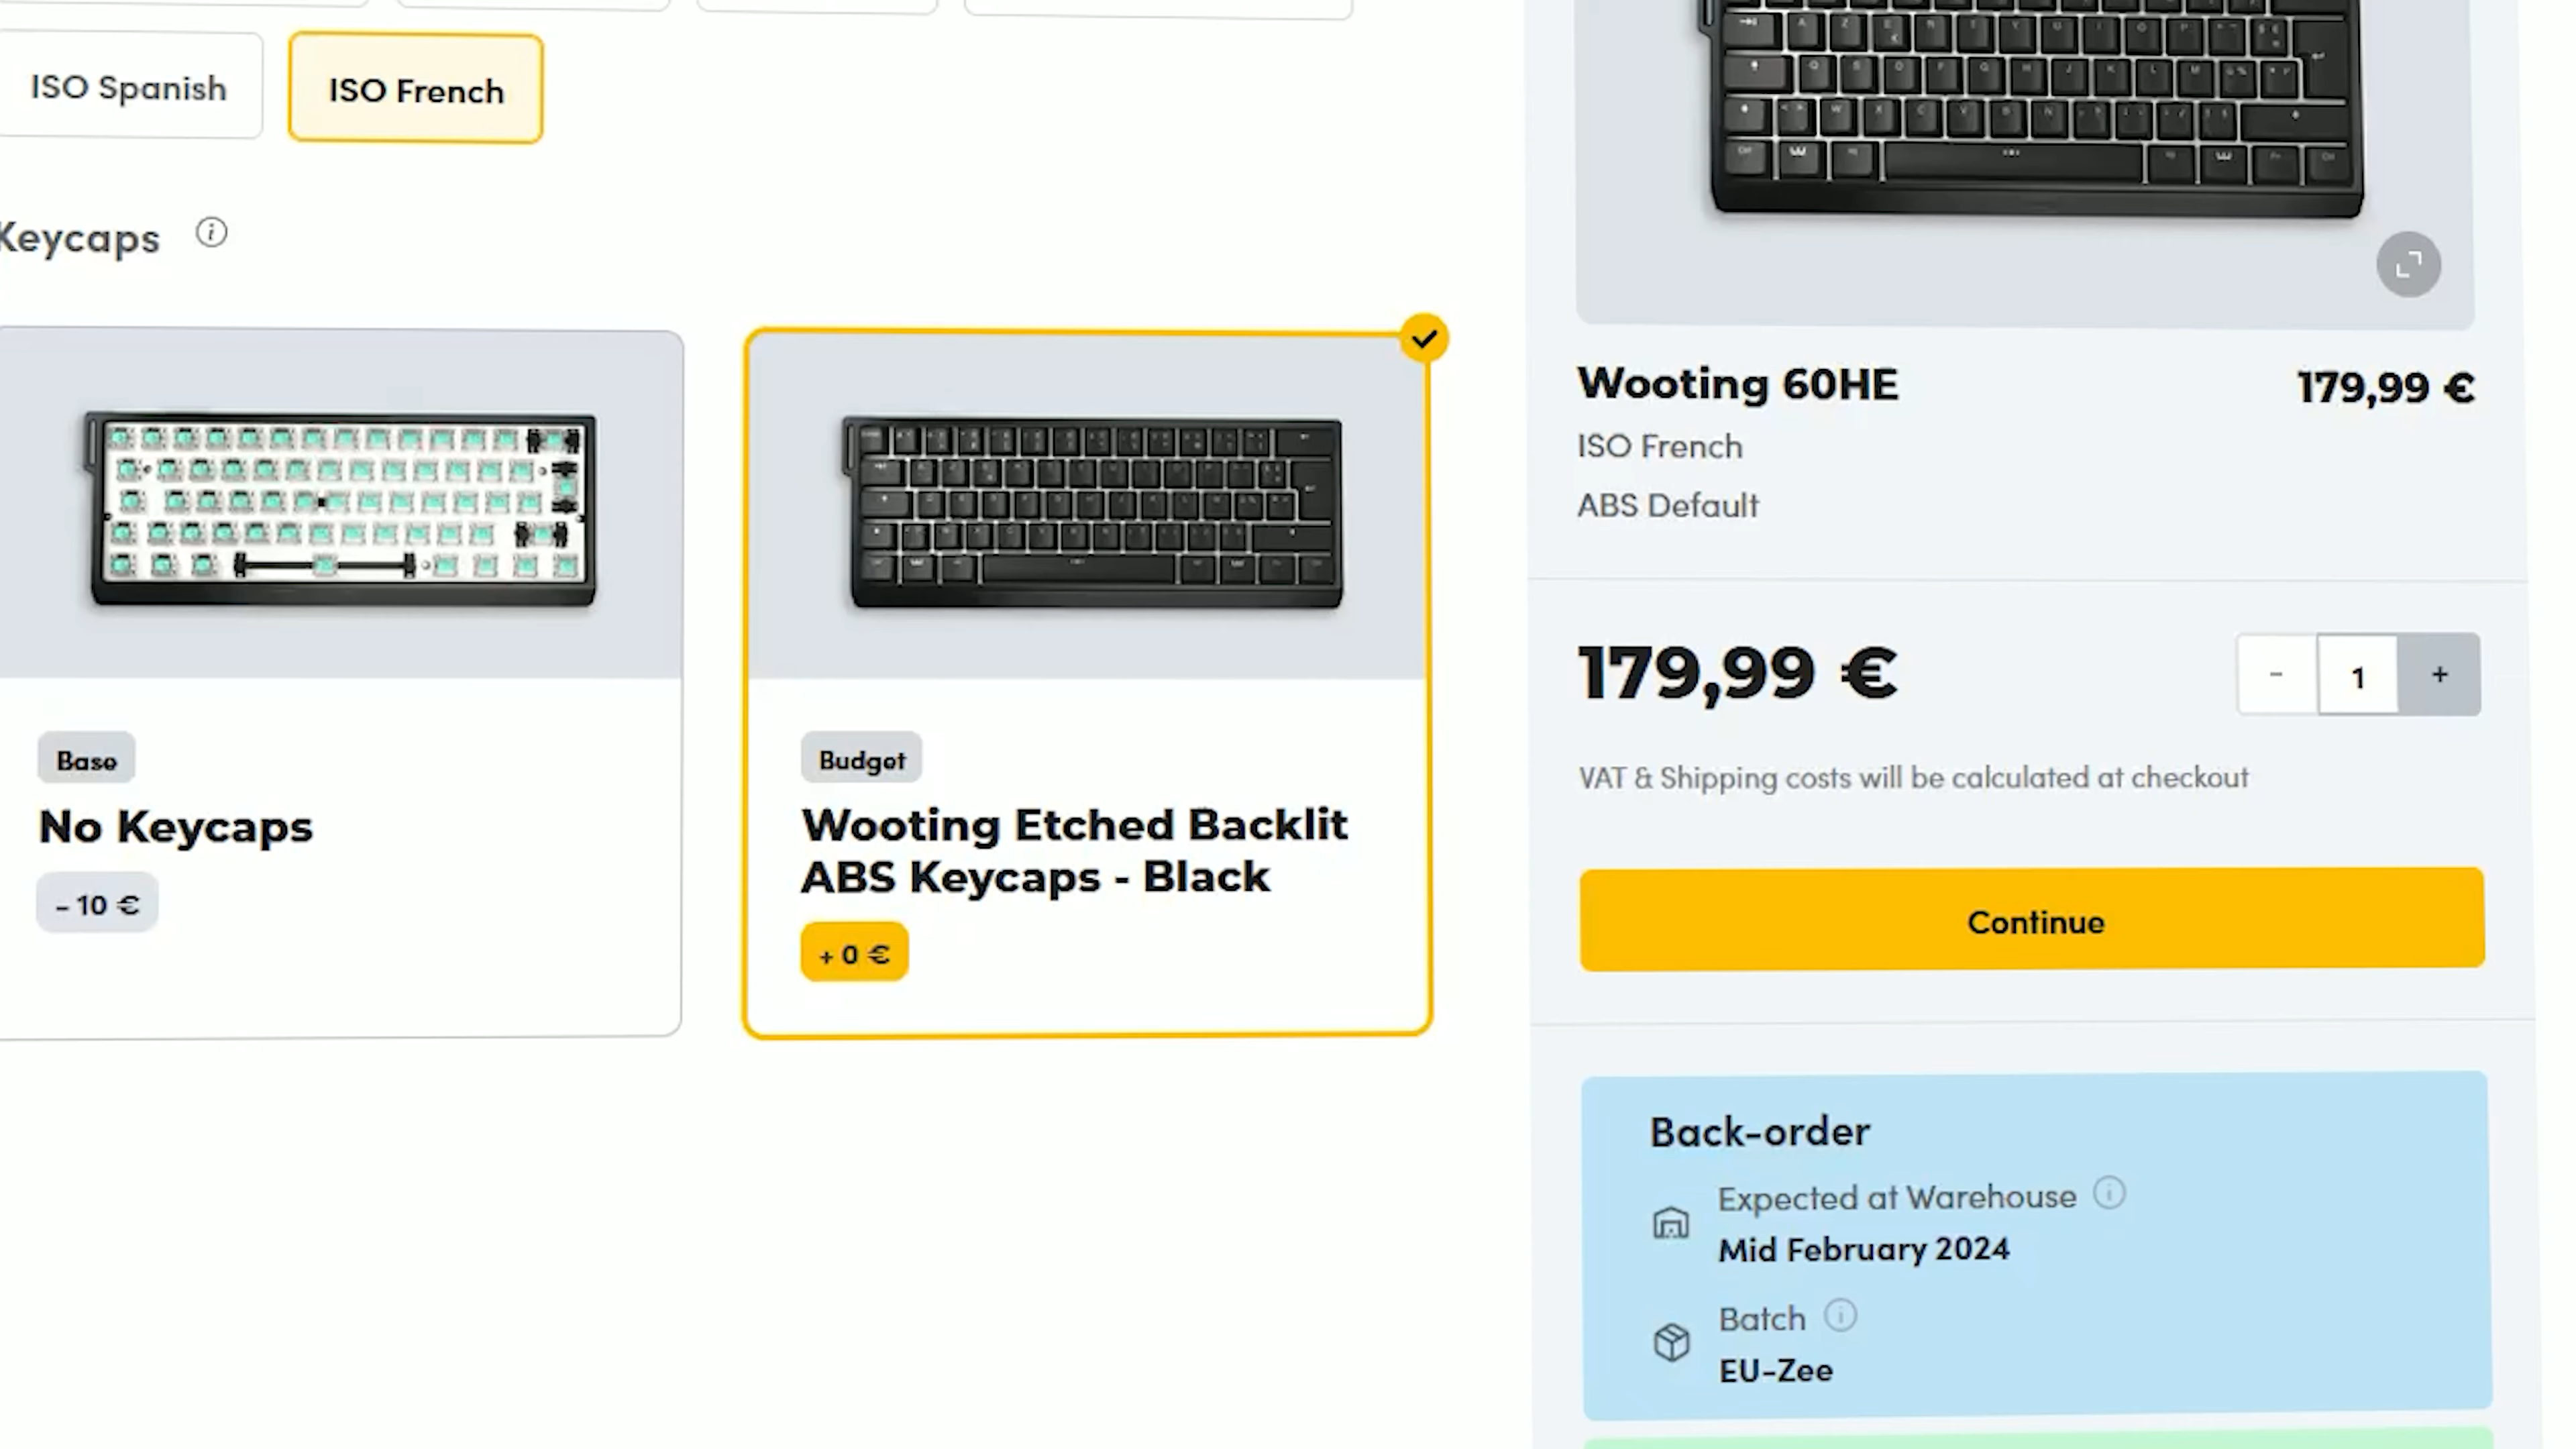 ISO Spanish
ISO French
Keycaps
Base
No Keycaps
- 10 €
Budget
Wooting Etched Backlit
ABS Keycaps - Black
+ 0 €
Wooting 60HE
179,99 €
ISO French
ABS Default
179,99 €
-
1
+
VAT & Shipping costs will be calculated at checkout
Continue
Back-order
Expected at Warehouse
Mid February 2024
Batch
EU-Zee